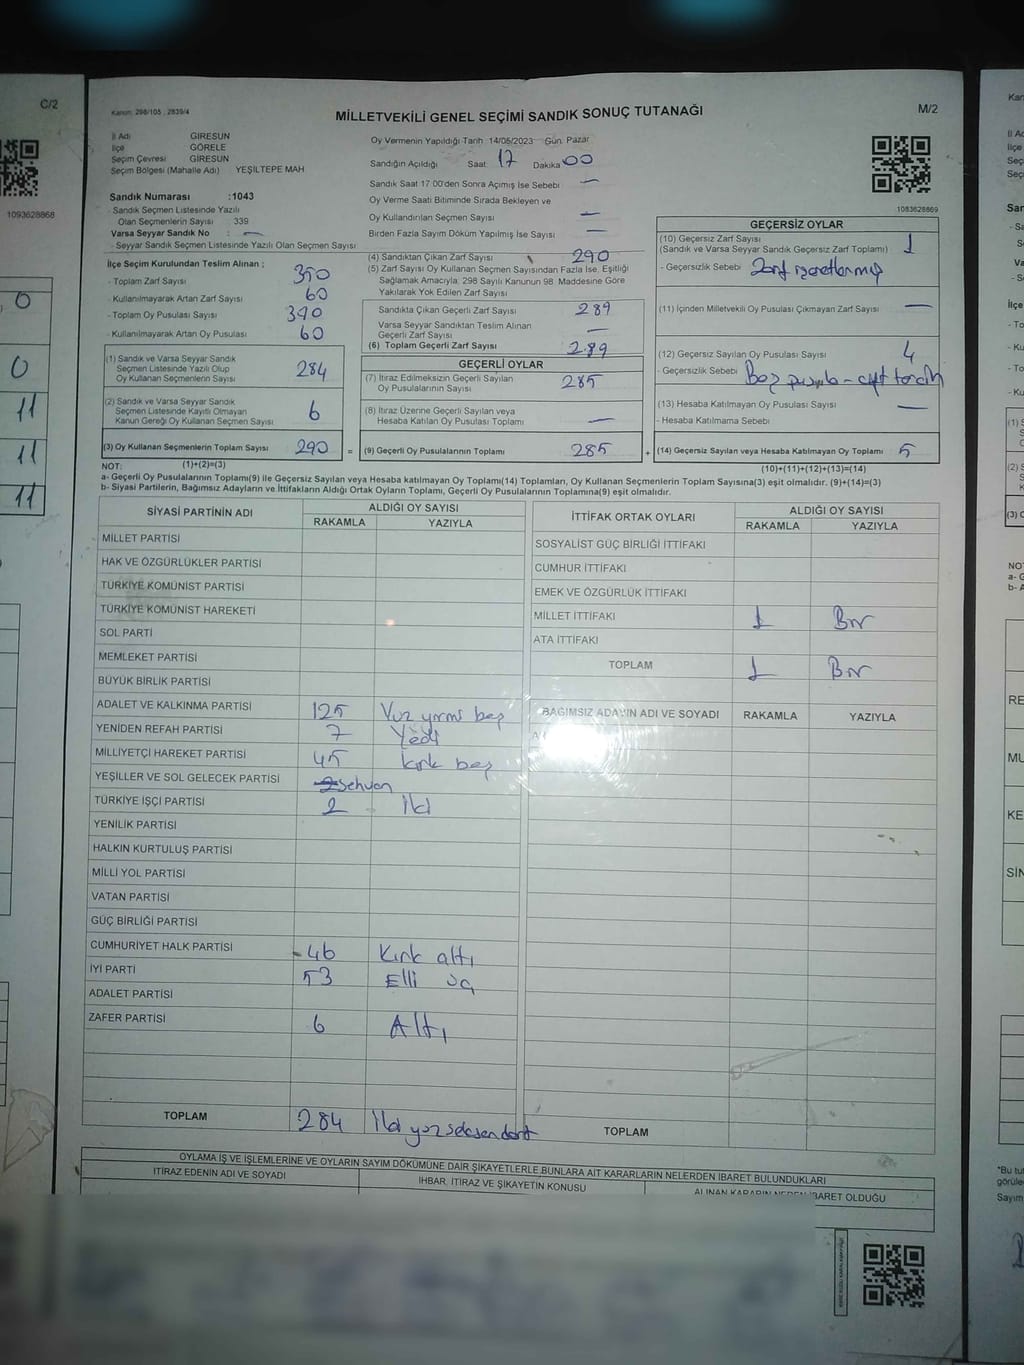 C/2
1093628868
0
0
11
11
11
Kanun: 298/105, 2839/4
MİLLETVEKİLİ GENEL SEÇİMİ SANDIK SONUÇ TUTANAĞI
M/2
İl Adı GİRESUN
İlçe GÖRELE
Seçim Çevresi GİRESUN
Seçim Bölgesi (Mahalle Adı) YEŞİLTEPE MAH
Sandık Numarası :1043
- Sandık Seçmen Listesinde Yazılı
Olan Seçmenlerin Sayısı : 339
Varsa Seyyar Sandık No : —
- Seyyar Sandık Seçmen Listesinde Yazılı Olan Seçmen Sayısı
Oy Vermenin Yapıldığı Tarih 14/05/2023 Gün. Pazar
Sandığın Açıldığı Saat: 17 Dakika 00
Sandık Saat 17.00'den Sonra Açımış İse Sebebi —
Oy Verme Saati Bitiminde Sırada Bekleyen ve
Oy Kullandırılan Seçmen Sayısı —
Birden Fazla Sayım Döküm Yapılmış İse Sayısı —
1083628869
İlçe Seçim Kurulundan Teslim Alınan ;
- Toplam Zarf Sayısı 350
- Kullanılmayarak Artan Zarf Sayısı 60
- Toplam Oy Pusulası Sayısı
- Kullanılmayarak Artan Oy Pusulası 60
(1) Sandık ve Varsa Seyyar Sandık
Seçmen Listesinde Yazılı Olup
Oy Kullanan Seçmenlerin Sayısı 284
(2) Sandık ve Varsa Seyyar Sandık
Seçmen Listesinde Kayıtlı Olmayan
Kanun Gereği Oy Kullanan Seçmen Sayısı 6
(3) Oy Kullanan Seçmenlerin Toplam Sayısı 290 =
(4) Sandıktan Çıkan Zarf Sayısı 290
(5) Zarf Sayısı Oy Kullanan Seçmen Sayısından Fazla İse, Eşitliği
Sağlamak Amacıyla; 298 Sayılı Kanunun 98. Maddesine Göre
Yakılarak Yok Edilen Zarf Sayısı
Sandıkta Çıkan Geçerli Zarf Sayısı 289
Varsa Seyyar Sandıktan Teslim Alınan
Geçerli Zarf Sayısı —
(6) Toplam Geçerli Zarf Sayısı 289
GEÇERLİ OYLAR
(7) İtiraz Edilmeksizin Geçerli Sayılan
Oy Pusulalarının Sayısı 285
(8) İtiraz Üzerine Geçerli Sayılan veya
Hesaba Katılan Oy Pusulası Toplamı —
(9) Geçerli Oy Pusulalarının Toplamı 285 +
GEÇERSİZ OYLAR
(10) Geçersiz Zarf Sayısı
(Sandık ve Varsa Seyyar Sandık Geçersiz Zarf Toplamı) 1
- Geçersizlik Sebebi Zarf işaretlenmiş
(11) İçinden Milletvekili Oy Pusulası Çıkmayan Zarf Sayısı —
(12) Geçersiz Sayılan Oy Pusulası Sayısı 4
- Geçersizlik Sebebi Boş pusula - çift tercih
(13) Hesaba Katılmayan Oy Pusulası Sayısı —
- Hesaba Katılmama Sebebi
(14) Geçersiz Sayılan veya Hesaba Katılmayan Oy Toplamı 5
NOT: (1)+(2)=(3) (10)+(11)+(12)+(13)=(14)
a- Geçerli Oy Pusulalarının Toplamı(9) ile Geçersiz Sayılan veya Hesaba Katılmayan Oy Toplamı(14) Toplamları, Oy Kullanan Seçmenlerin Toplam Sayısına(3) eşit olmalıdır. (9)+(14)=(3)
b- Siyasi Partilerin, Bağımsız Adayların ve İttifakların Aldığı Ortak Oyların Toplamı, Geçerli Oy Pusulalarının Toplamına(9) eşit olmalıdır.
SİYASİ PARTİNİN ADI ALDIĞI OY SAYISI
RAKAMLA YAZIYLA
MİLLET PARTİSİ
HAK VE ÖZGÜRLÜKLER PARTİSİ
TÜRKİYE KOMÜNİST PARTİSİ
TÜRKİYE KOMÜNİST HAREKETİ
SOL PARTİ
MEMLEKET PARTİSİ
BÜYÜK BİRLİK PARTİSİ
ADALET VE KALKINMA PARTİSİ 125 Yüz yirmi beş
YENİDEN REFAH PARTİSİ 7 Yedi
MİLLİYETÇİ HAREKET PARTİSİ 45 kırk beş
YEŞİLLER VE SOL GELECEK PARTİSİ 2 sehven
TÜRKİYE İŞÇİ PARTİSİ 2 iki
YENİLİK PARTİSİ
HALKIN KURTULUŞ PARTİSİ
MİLLİ YOL PARTİSİ
VATAN PARTİSİ
GÜÇ BİRLİĞİ PARTİSİ
CUMHURİYET HALK PARTİSİ 46 Kırk altı
İYİ PARTİ 53 Elli üç
ADALET PARTİSİ
ZAFER PARTİSİ 6 Altı
TOPLAM 284 İki yüz seksen dört
İTTİFAK ORTAK OYLARI ALDIĞI OY SAYISI
RAKAMLA YAZIYLA
SOSYALİST GÜÇ BİRLİĞİ İTTİFAKI
CUMHUR İTTİFAKI
EMEK VE ÖZGÜRLÜK İTTİFAKI
MİLLET İTTİFAKI 1 Bir
ATA İTTİFAKI
TOPLAM 1 Bir
BAĞIMSIZ ADAYIN ADI VE SOYADI RAKAMLA YAZIYLA
TOPLAM
OYLAMA İŞ VE İŞLEMLERİNE VE OYLARIN SAYIM DÖKÜMÜNE DAİR ŞİKAYETLERLE,BUNLARA AİT KARARLARIN NELERDEN İBARET BULUNDUKLARI
İTİRAZ EDENİN ADI VE SOYADI
İHBAR, İTİRAZ VE ŞİKAYETİN KONUSU
ALINAN KARARIN NEDEN İBARET OLDUĞU